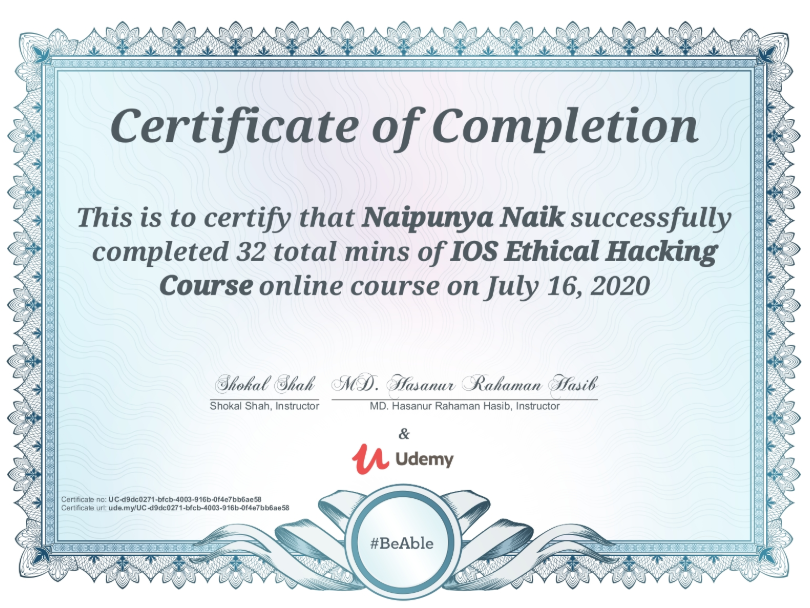 Certificate of Completion
This is to certify that Naipunya Naik successfully
completed 32 total mins of IOS Ethical Hacking
Course online course on July 16, 2020
Shokal Shah MD. Hasanur Rahaman Hasib
Shokal Shah, Instructor MD. Hasanur Rahaman Hasib, Instructor
&
Udemy
Certificate no: UC-d9dc0271-bfcb-4003-916b-0f4e7bb6ae58
Certificate url: ude.my/UC-d9dc0271-bfcb-4003-916b-0f4e7bb6ae58
#BeAble